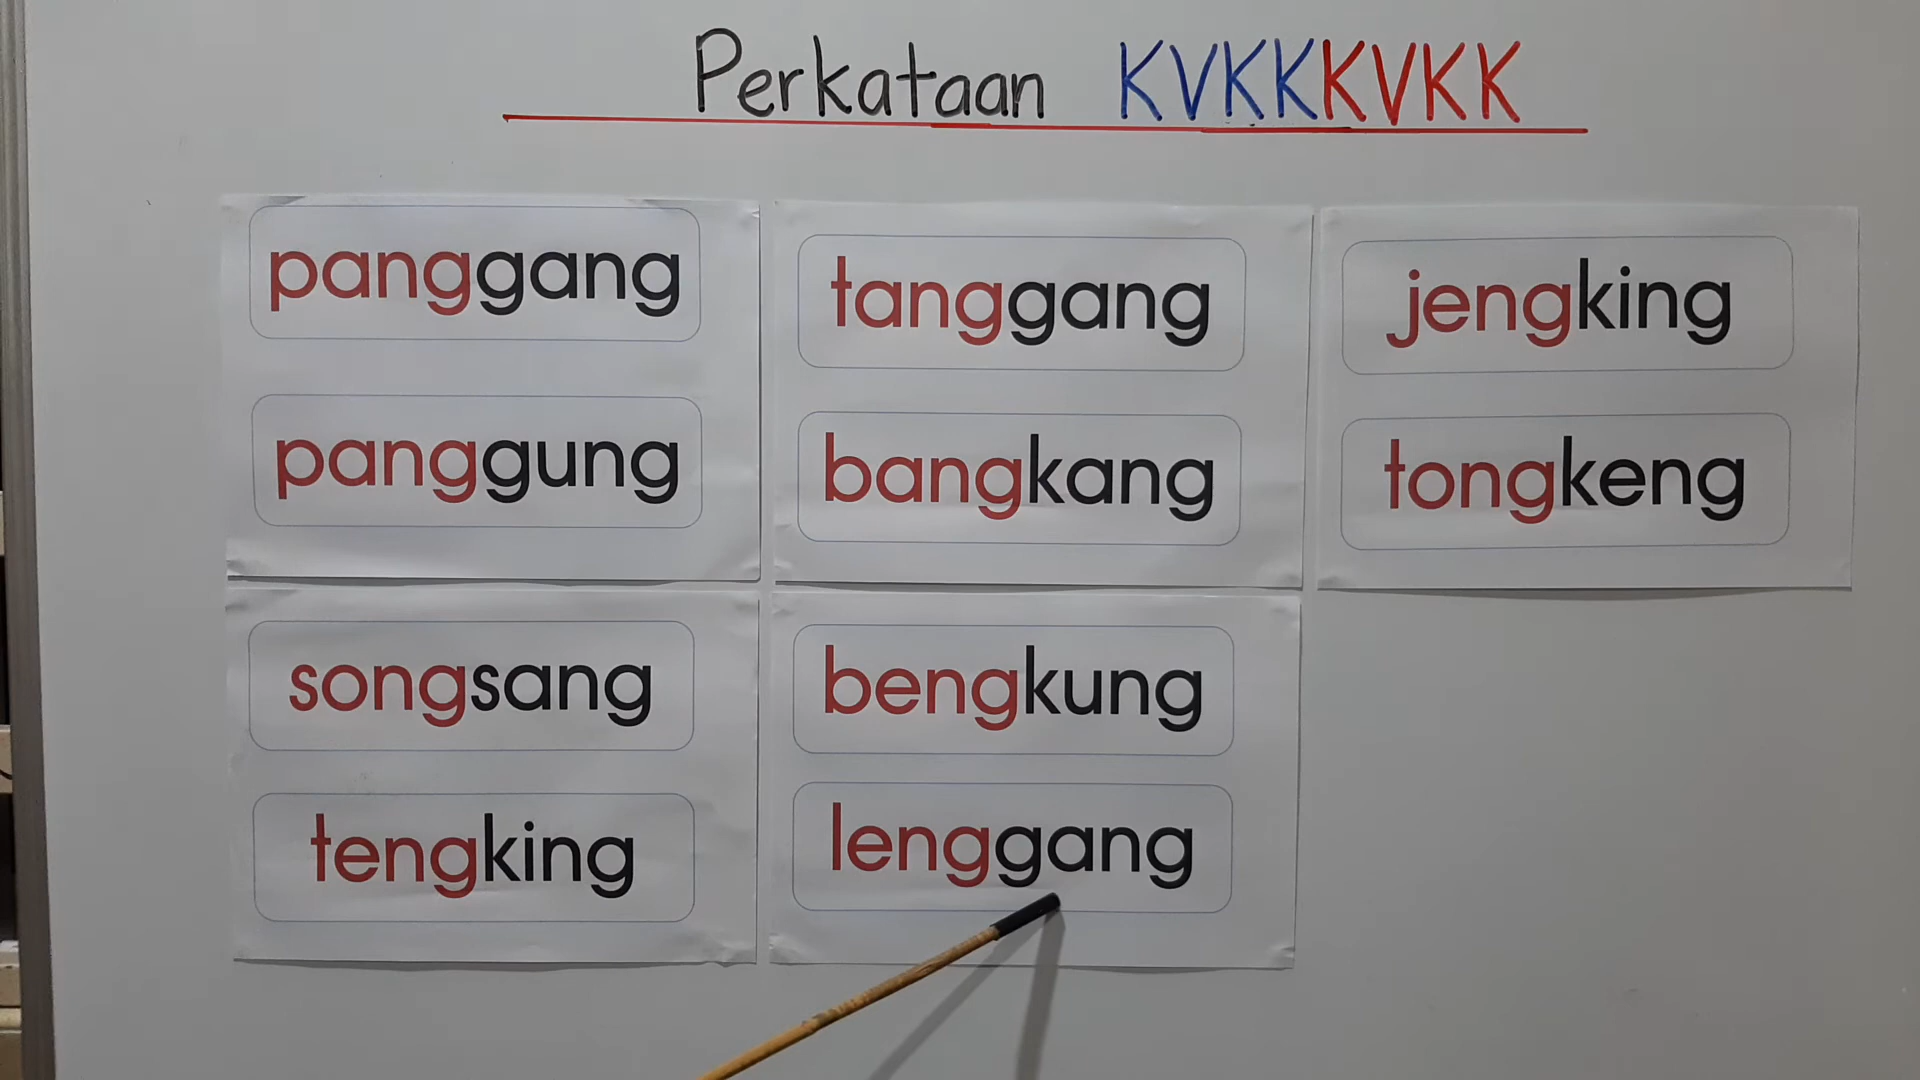 Perkataan KVKKKVKK
panggang
panggung
tanggang
bangkang
jengking
tongkeng
songsang
tengking
bengkung
lenggang